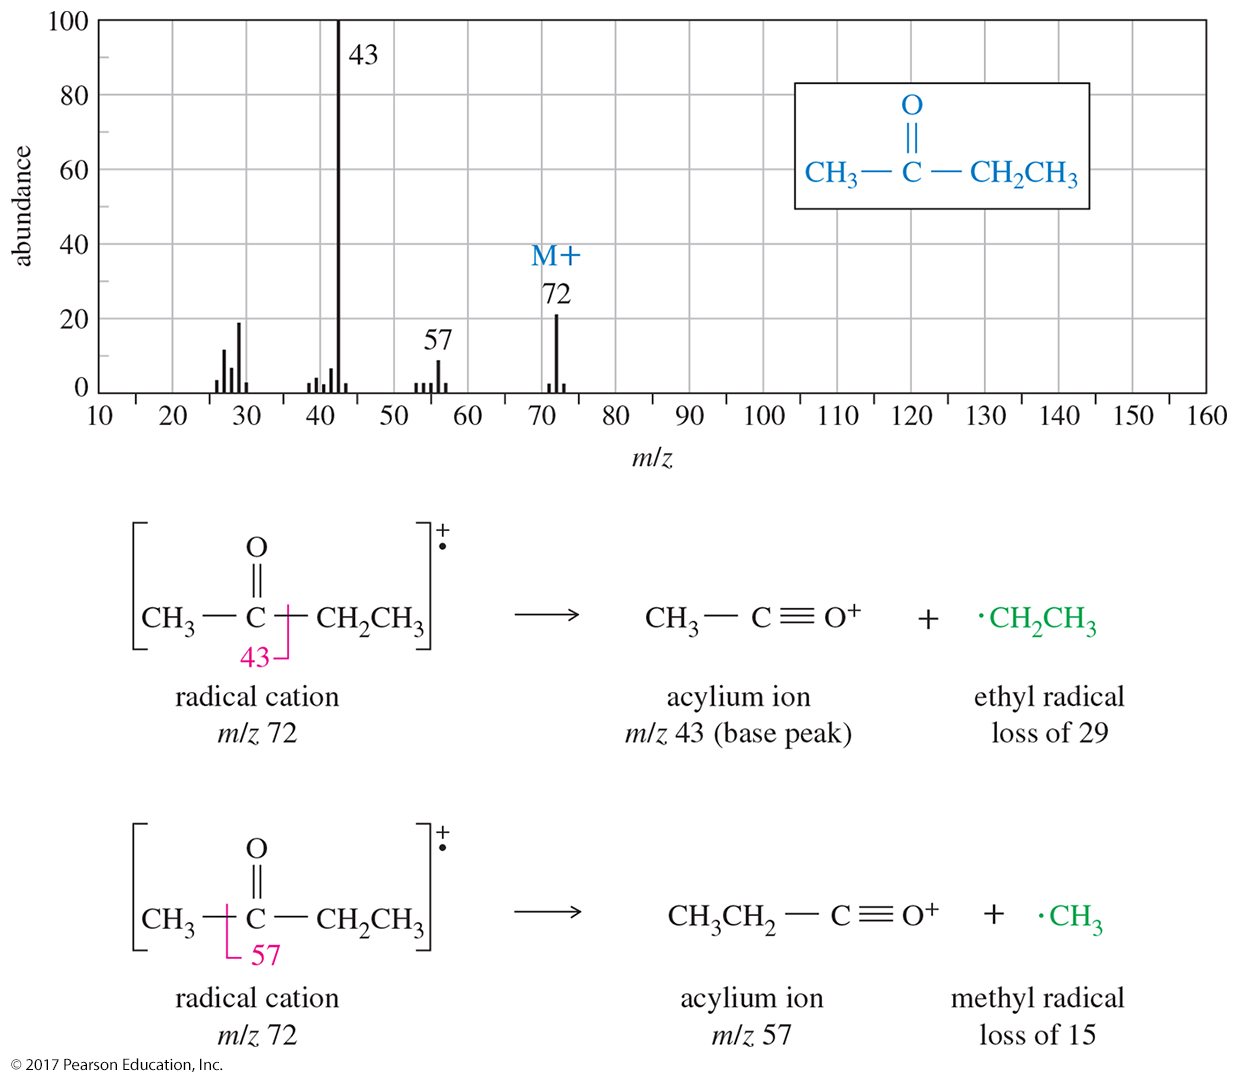 100
80
60
40
20
0
abundance
43
57
M+
72
O
CH₃—C—CH₂CH₃
10 20 30 40 50 60 70 80 90 100 110 120 130 140 150 160
m/z
O
CH₃—C—CH₂CH₃
+
•
43
CH₃—C≡O⁺ + ·CH₂CH₃
radical cation
m/z 72
acylium ion
m/z 43 (base peak)
ethyl radical
loss of 29
O
CH₃—C—CH₂CH₃
+
•
57
CH₃CH₂—C≡O⁺ + ·CH₃
radical cation
m/z 72
acylium ion
m/z 57
methyl radical
loss of 15
© 2017 Pearson Education, Inc.